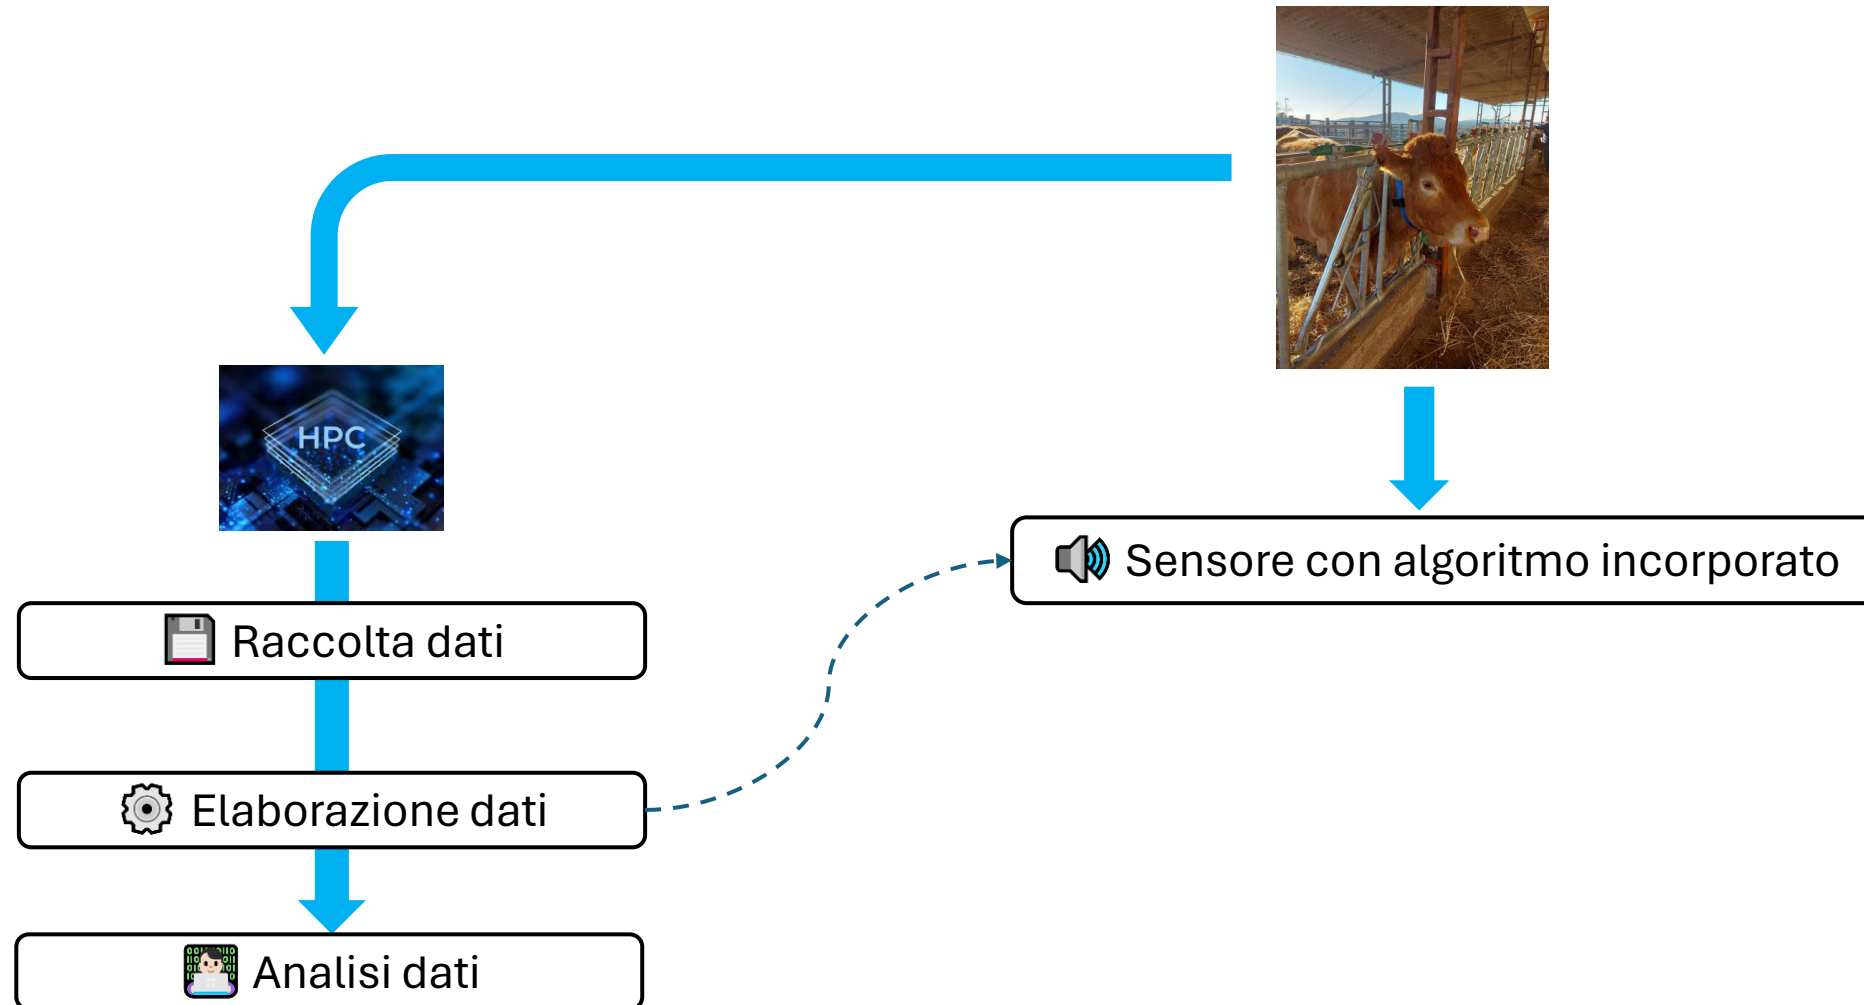 HPC
Sensore con algoritmo incorporato
Raccolta dati
Elaborazione dati
Analisi dati